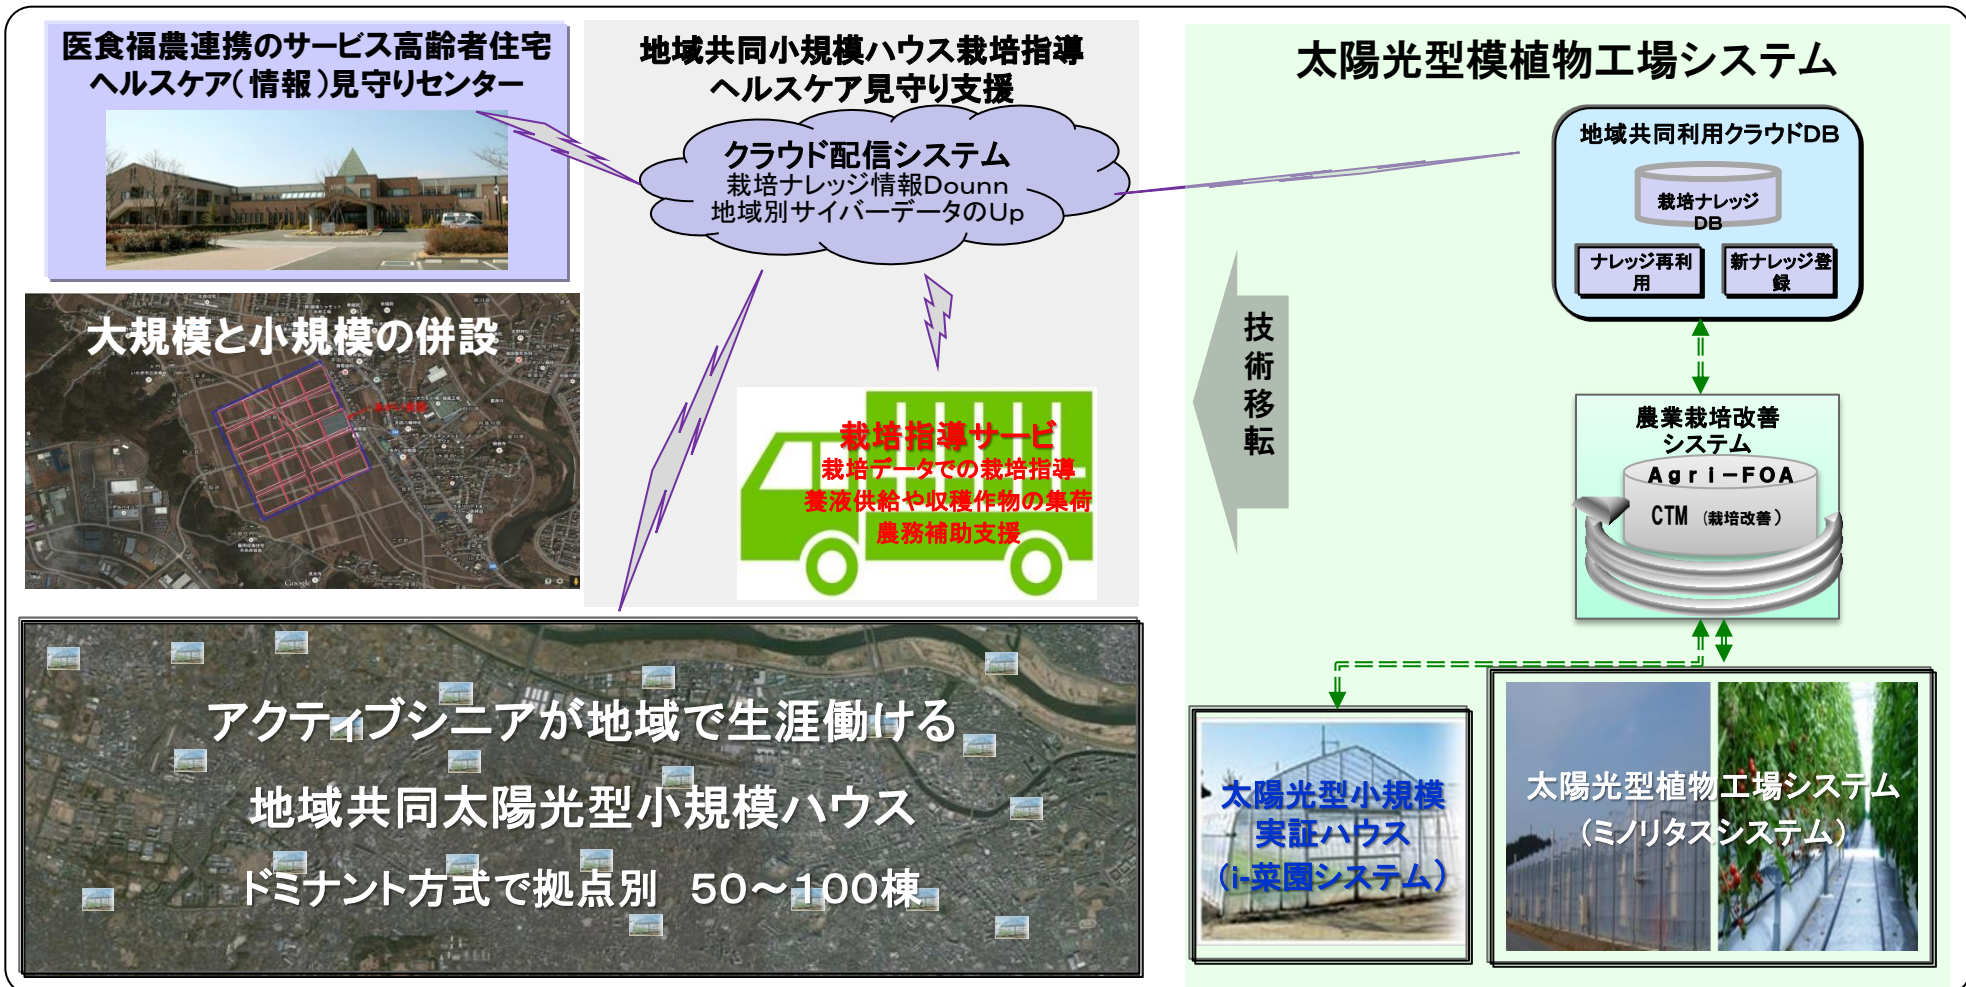 医食福農連携のサービス高齢者住宅
ヘルスケア(情報)見守りセンター
地域共同小規模ハウス栽培指導
ヘルスケア見守り支援
クラウド配信システム
栽培ナレッジ情報Dounn
地域別サイバーデータのUp
太陽光型模植物工場システム
地域共同利用クラウドDB
栽培ナレッジ
DB
ナレッジ再利
用
新ナレッジ登
録
大規模と小規模の併設
Google
技
術
移
転
栽培指導サービ
栽培データでの栽培指導
養液供給や収穫作物の集荷
農務補助支援
農業栽培改善
システム
Agri-FOA
CTM (栽培改善)
アクティブシニアが地域で生涯働ける
地域共同太陽光型小規模ハウス
ドミナント方式で拠点別 50~100棟
太陽光型小規模
実証ハウス
(i-菜園システム)
太陽光型植物工場システム
(ミノリタスシステム)